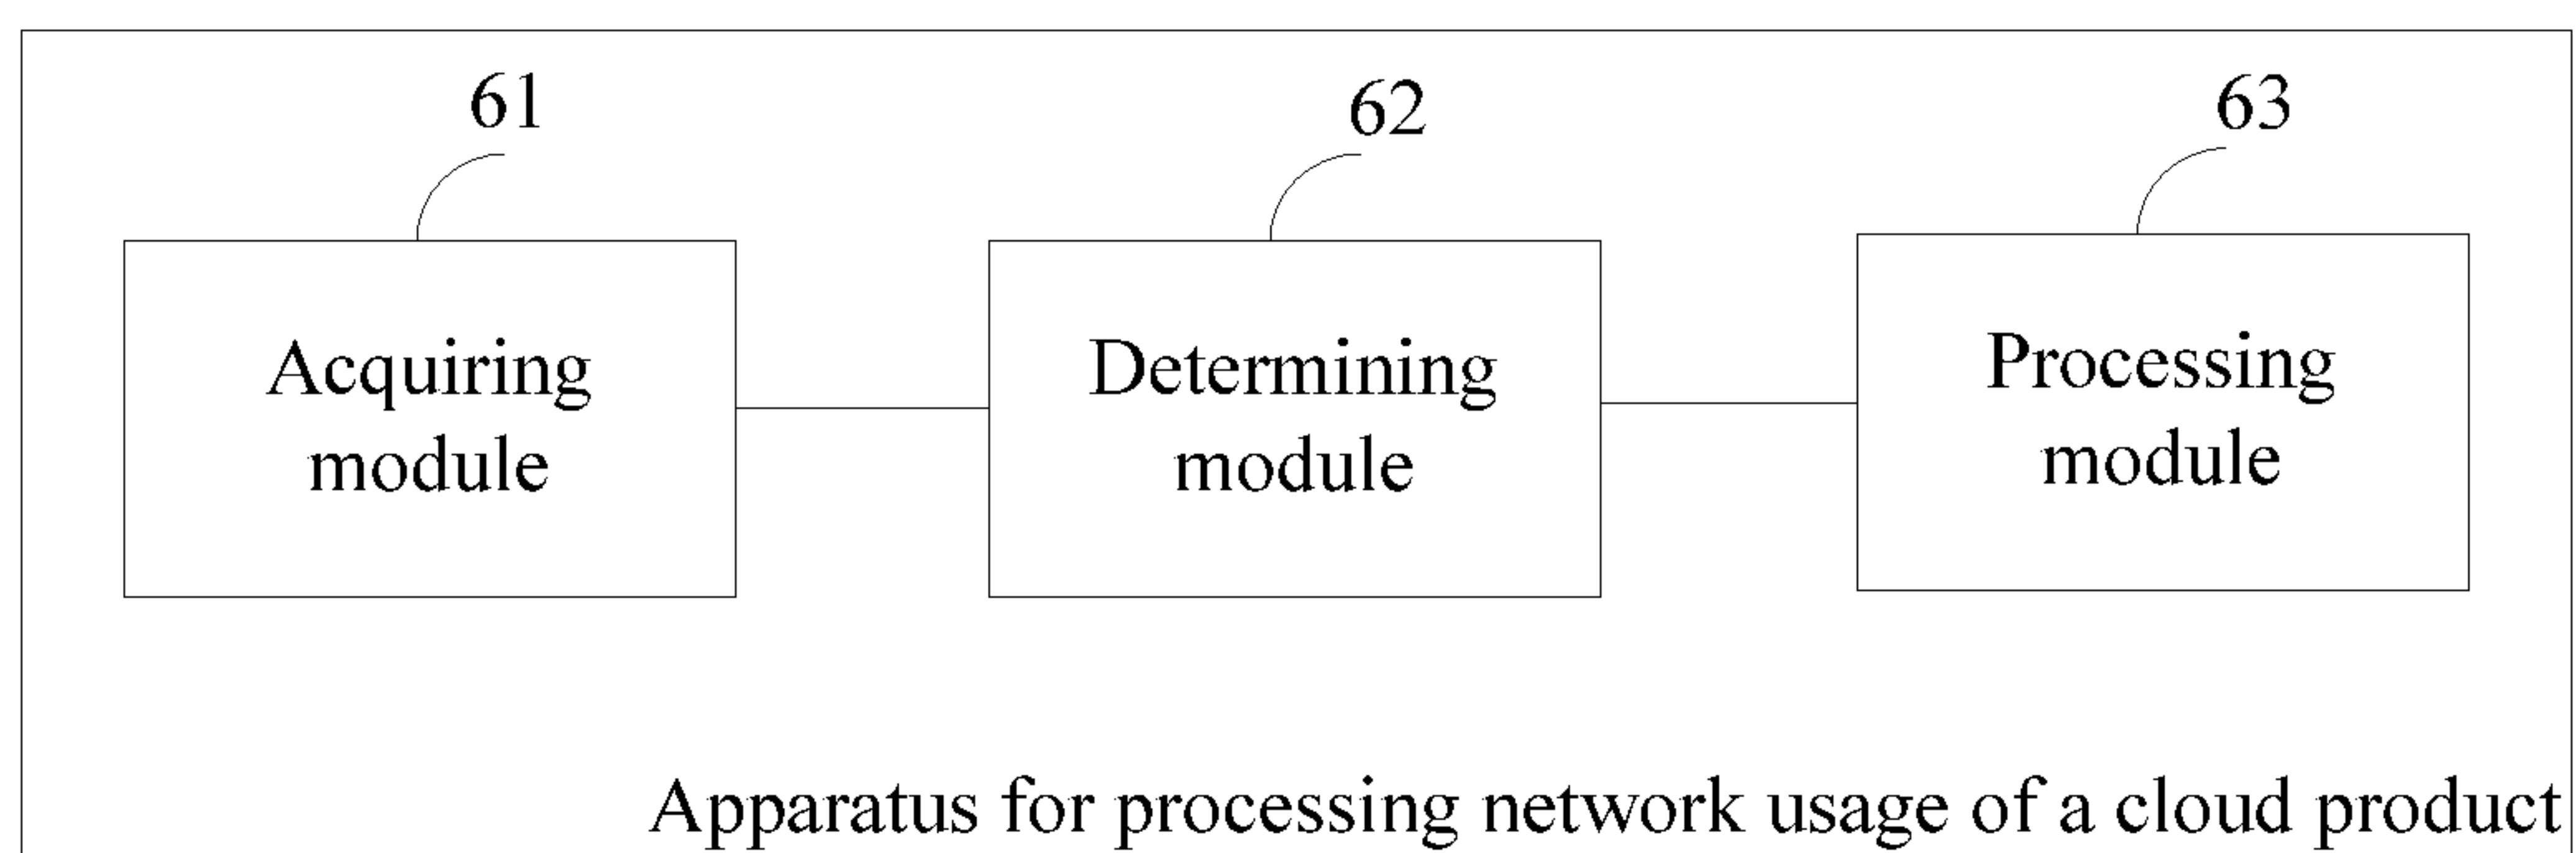 61
62
63
Acquiring
module
Determining
module
Processing
module
Apparatus for processing network usage of a cloud product